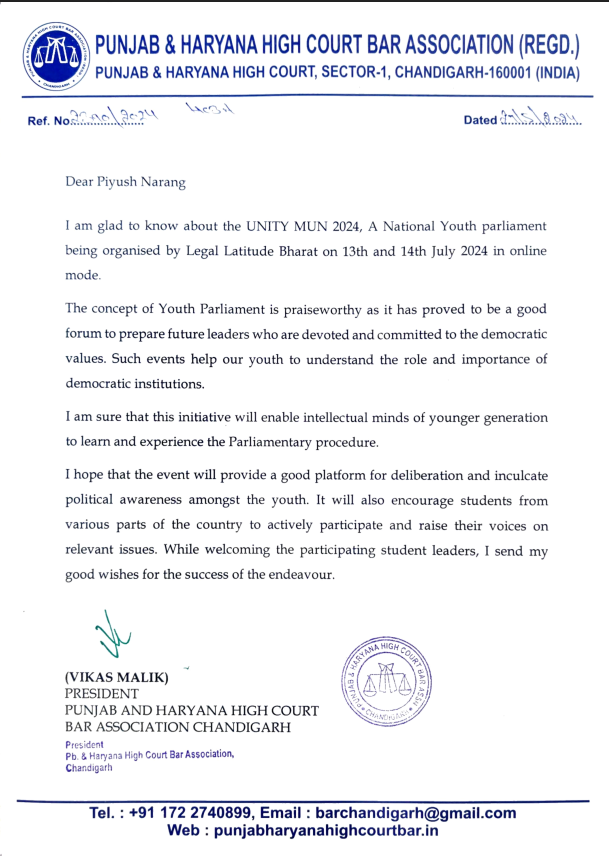 PUNJAB & HARYANA HIGH COURT BAR ASSOCIATION (REGD.)
PUNJAB & HARYANA HIGH COURT, SECTOR-1, CHANDIGARH-160001 (INDIA)
Ref. No.
Dated
Dear Piyush Narang
I am glad to know about the UNITY MUN 2024, A National Youth parliament
being organised by Legal Latitude Bharat on 13th and 14th July 2024 in online
mode.
The concept of Youth Parliament is praiseworthy as it has proved to be a good
forum to prepare future leaders who are devoted and committed to the democratic
values. Such events help our youth to understand the role and importance of
democratic institutions.
I am sure that this initiative will enable intellectual minds of younger generation
to learn and experience the Parliamentary procedure.
I hope that the event will provide a good platform for deliberation and inculcate
political awareness amongst the youth. It will also encourage students from
various parts of the country to actively participate and raise their voices on
relevant issues. While welcoming the participating student leaders, I send my
good wishes for the success of the endeavour.
(VIKAS MALIK)
PRESIDENT
PUNJAB AND HARYANA HIGH COURT
BAR ASSOCIATION CHANDIGARH
President
Pb. & Haryana High Court Bar Association,
Chandigarh
PUNJAB & HARYANA HIGH COURT BAR ASSN
CHANDIGARH
Tel. : +91 172 2740899, Email : barchandigarh@gmail.com
Web : punjabharyanahighcourtbar.in